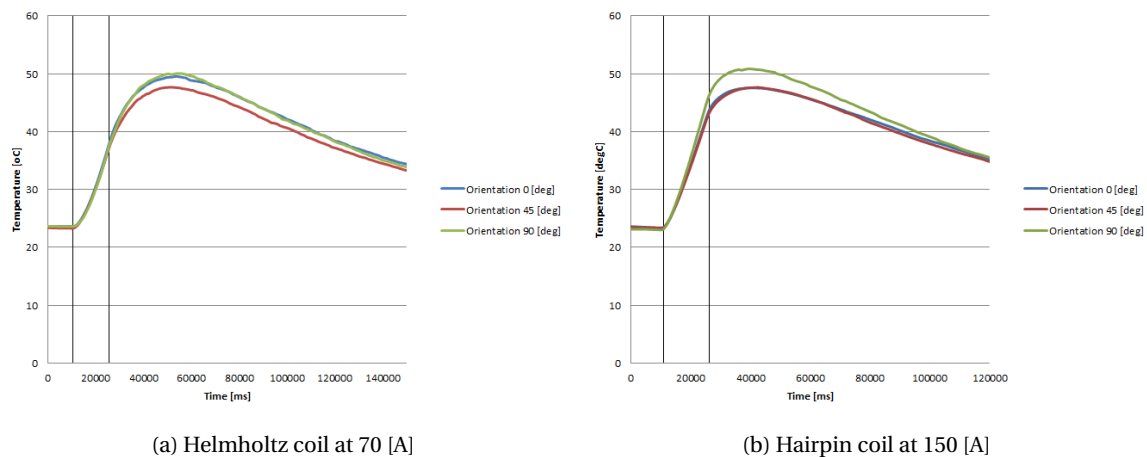 60
50
40
30
20
10
0
Temperature [oC]
0 20000 40000 60000 80000 100000 120000 140000
Time [ms]
Orientation 0 [deg]
Orientation 45 [deg]
Orientation 90 [deg]
(a) Helmholtz coil at 70 [A]
60
50
40
30
20
10
0
Temperature [degC]
0 20000 40000 60000 80000 100000 120000
Time [ms]
Orientation 0 [deg]
Orientation 45 [deg]
Orientation 90 [deg]
(b) Hairpin coil at 150 [A]